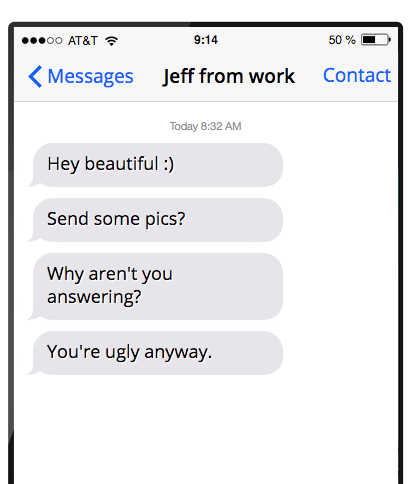 AT&T 9:14 50 %
Messages Jeff from work Contact
Today 8:32 AM
Hey beautiful :)
Send some pics?
Why aren't you
answering?
You're ugly anyway.